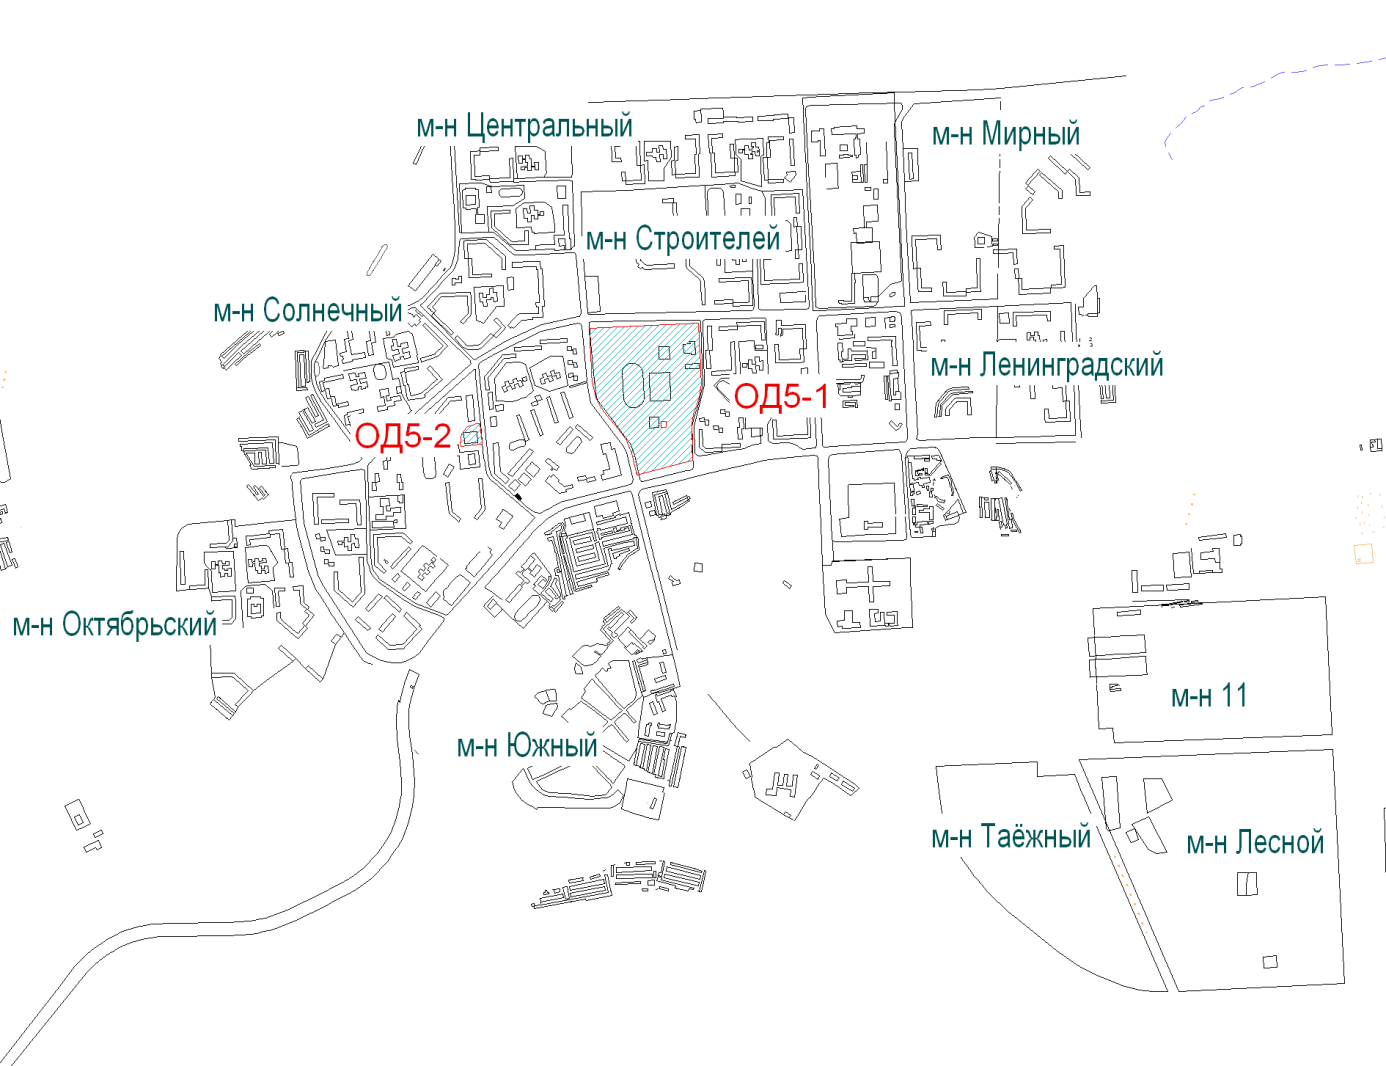 м-н Центральный
м-н Мирный
м-н Строителей
м-н Солнечный
м-н Ленинградский
ОД5-1
ОД5-2
м-н Октябрьский
м-н 11
м-н Южный
м-н Таёжный
м-н Лесной